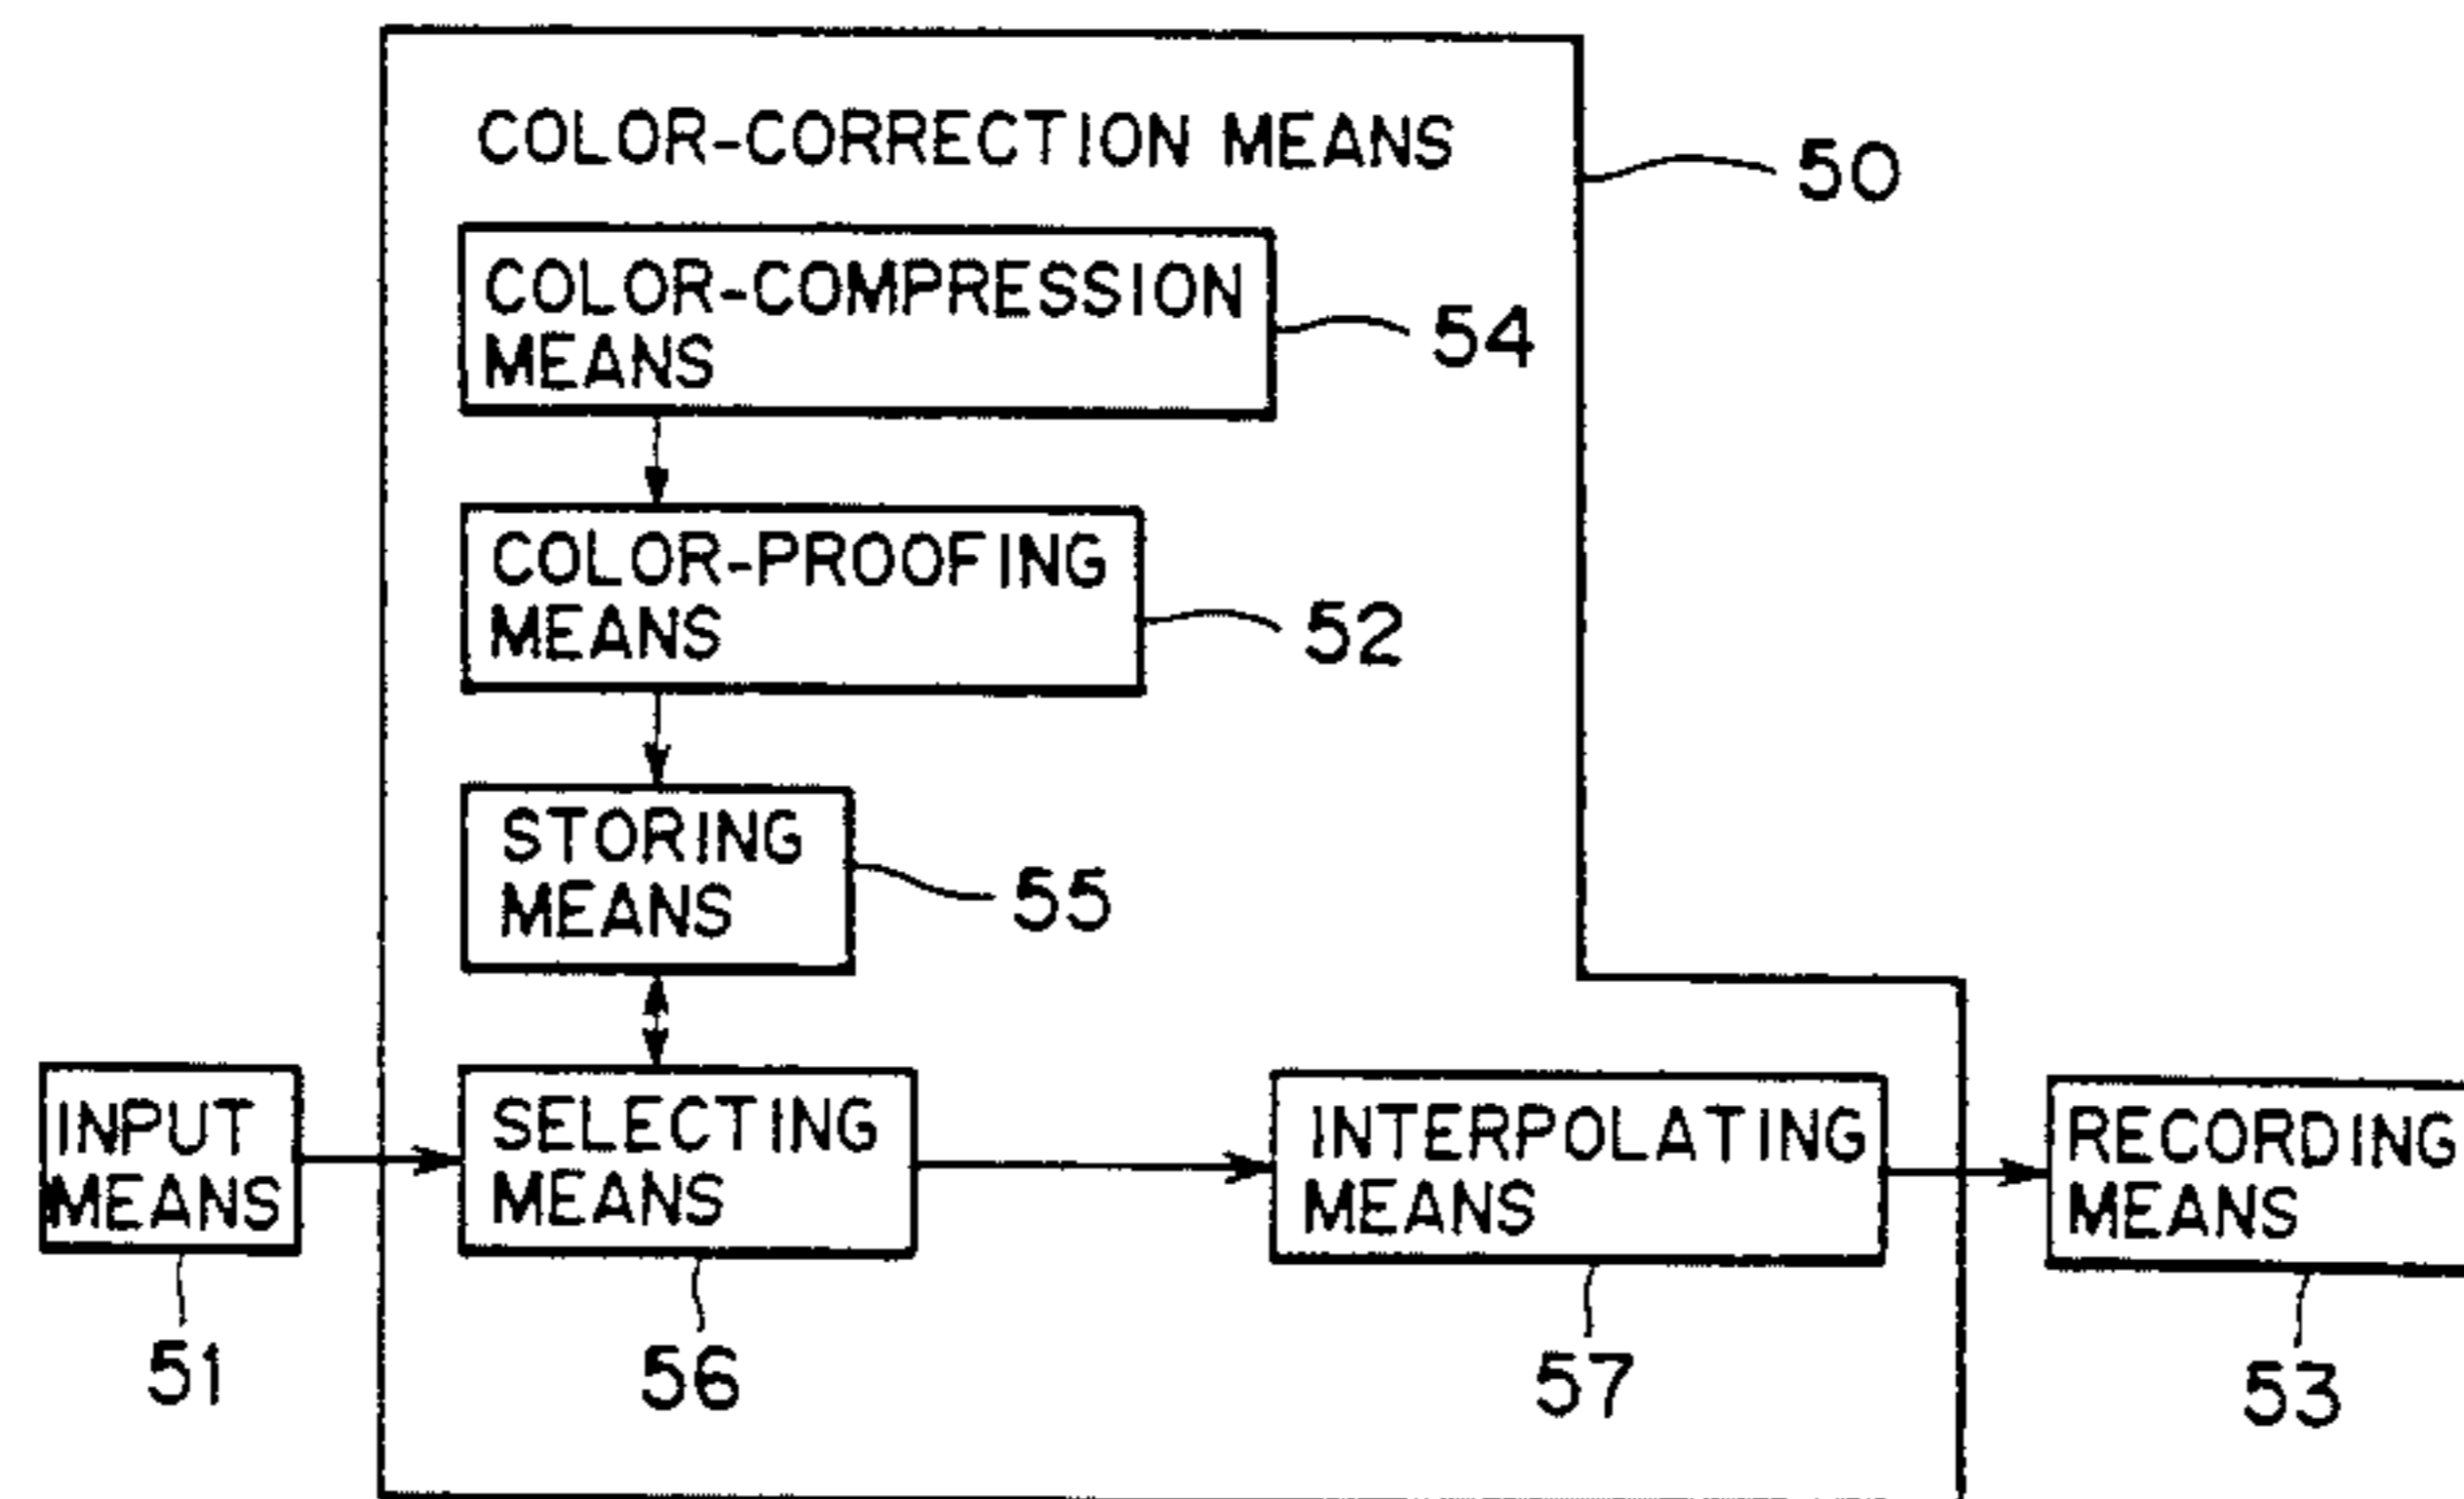 COLOR-CORRECTION MEANS
50
COLOR-COMPRESSION
MEANS
54
COLOR-PROOFING
MEANS
52
STORING
MEANS
55
INPUT
MEANS
51
SELECTING
MEANS
56
INTERPOLATING
MEANS
57
RECORDING
MEANS
53